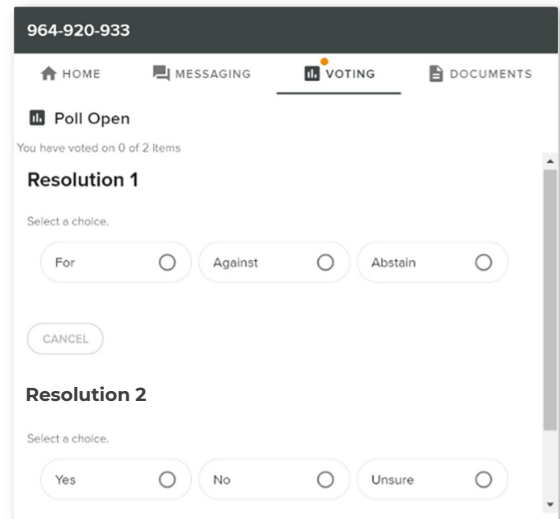 964-920-933
HOME MESSAGING VOTING DOCUMENTS
Poll Open
You have voted on 0 of 2 items
Resolution 1
Select a choice.
For Against Abstain
CANCEL
Resolution 2
Select a choice.
Yes No Unsure